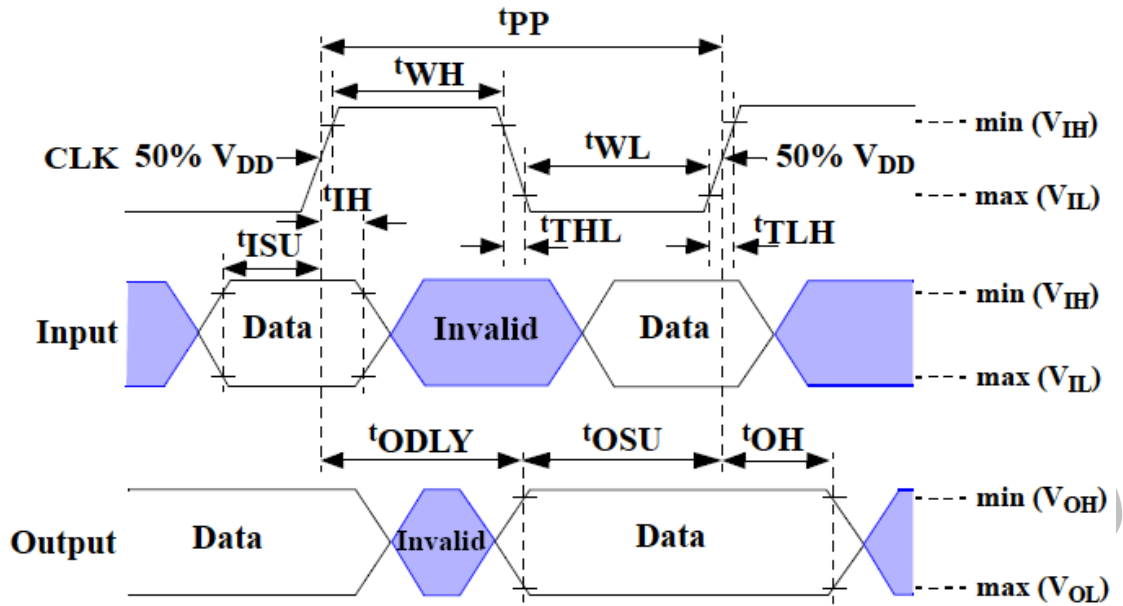 tPP
tWH
min (VIH)
CLK 50% VDD
tWL
50% VDD
max (VIL)
tIH
tTHL
tTLH
tISU
min (VIH)
Input
Data
Invalid
Data
max (VIL)
tODLY
tOSU
tOH
min (VOH)
Output
Data
Invalid
Data
max (VOL)